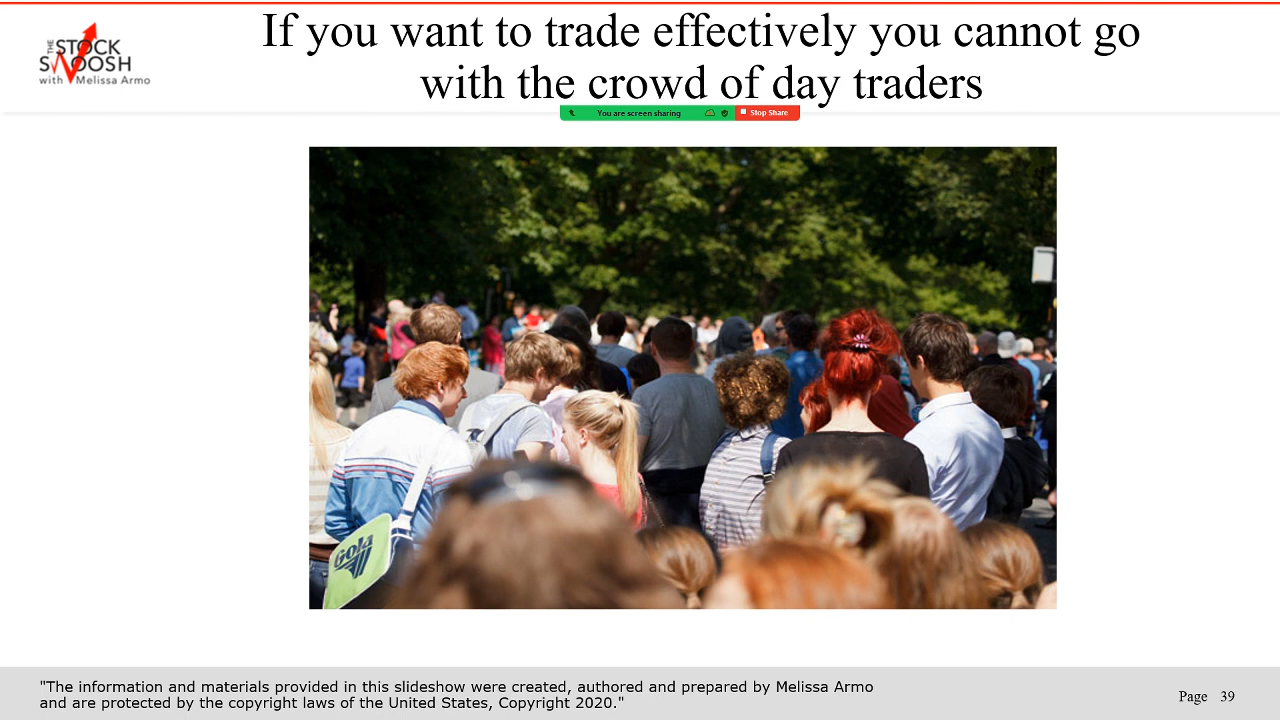 THE STOCK
SWOOSH
with Melissa Armo
If you want to trade effectively you cannot go
with the crowd of day traders
You are screen sharing
Stop Share
GOLA
"The information and materials provided in this slideshow were created, authored and prepared by Melissa Armo
and are protected by the copyright laws of the United States, Copyright 2020."
Page 39